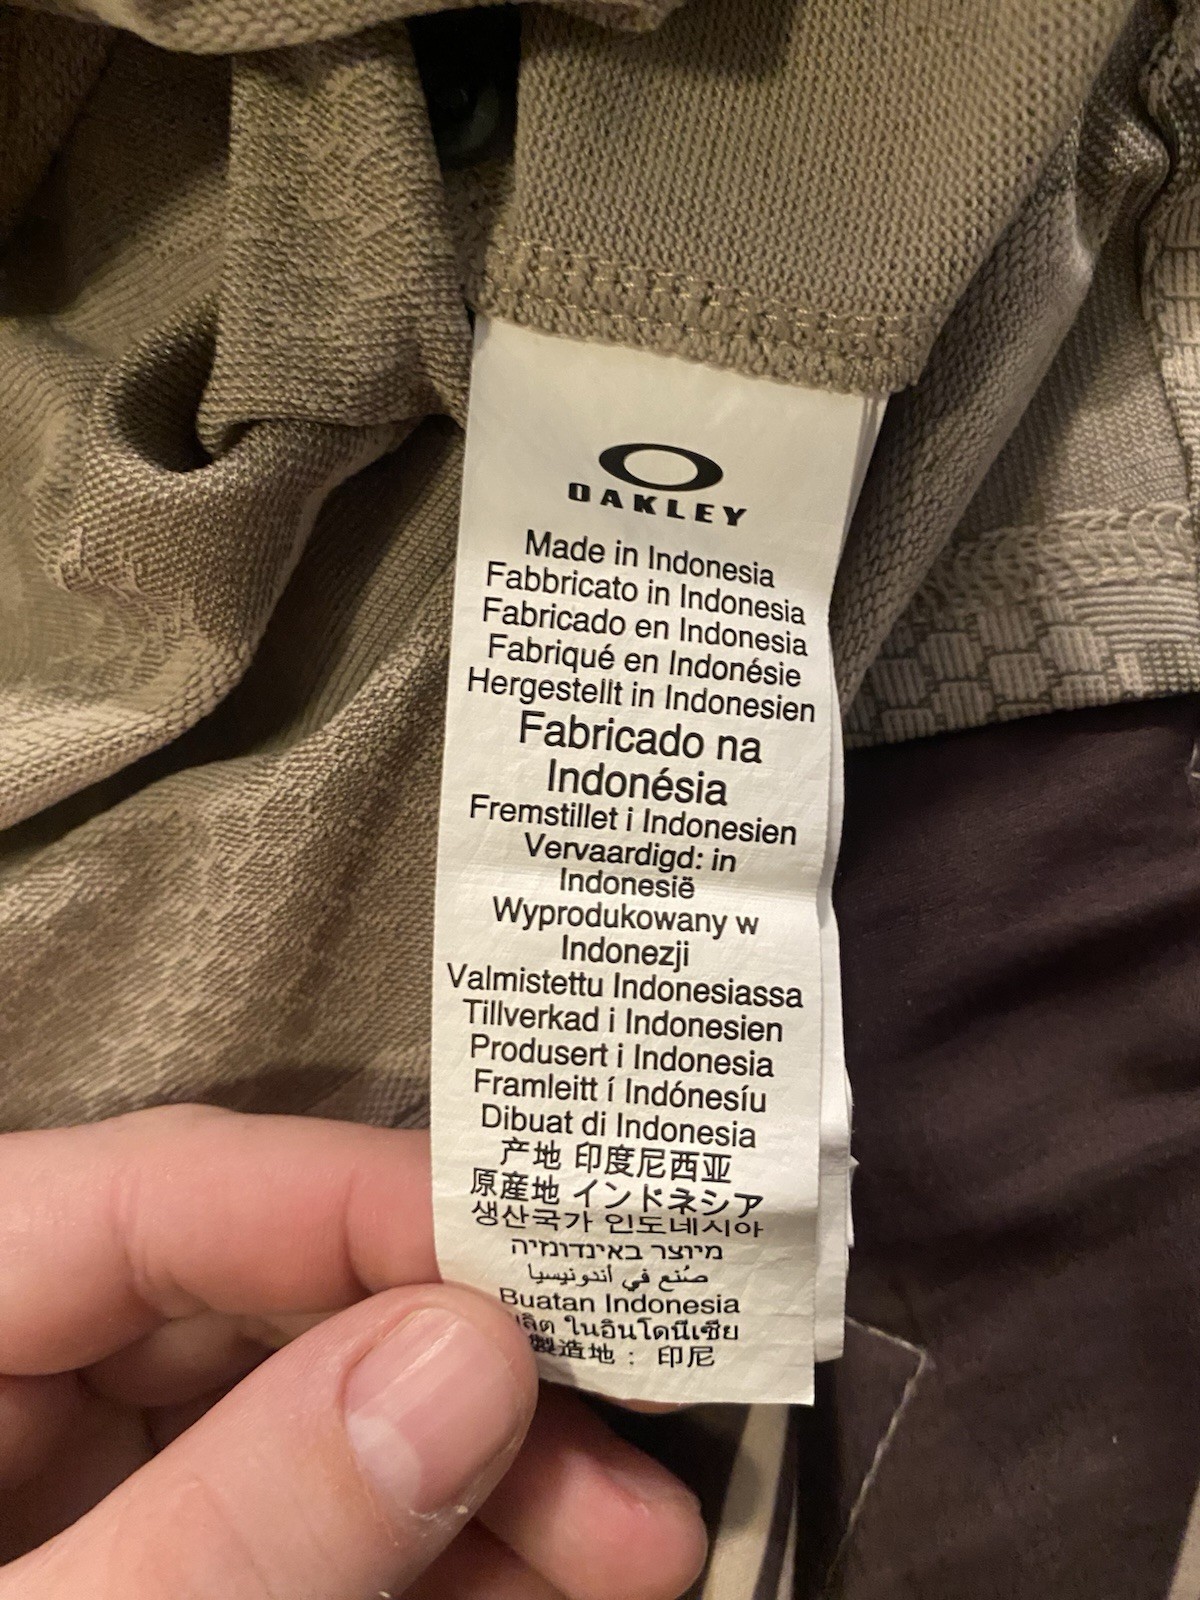 OAKLEY
Made in Indonesia
Fabbricato in Indonesia
Fabricado en Indonesia
Fabriqué en Indonésie
Hergestellt in Indonesien
Fabricado na
Indonésia
Fremstillet i Indonesien
Vervaardigd: in
Indonesië
Wyprodukowany w
Indonezji
Valmistettu Indonesiassa
Tillverkad i Indonesien
Produsert i Indonesia
Framleitt í Indónesíu
Dibuat di Indonesia
产地 印度尼西亚
原産地 インドネシア
생산국가 인도네시아
מיוצר באינדונזיה
صُنع في أندونيسيا
Buatan Indonesia
ผลิต ในอินโดนีเซีย
製造地： 印尼